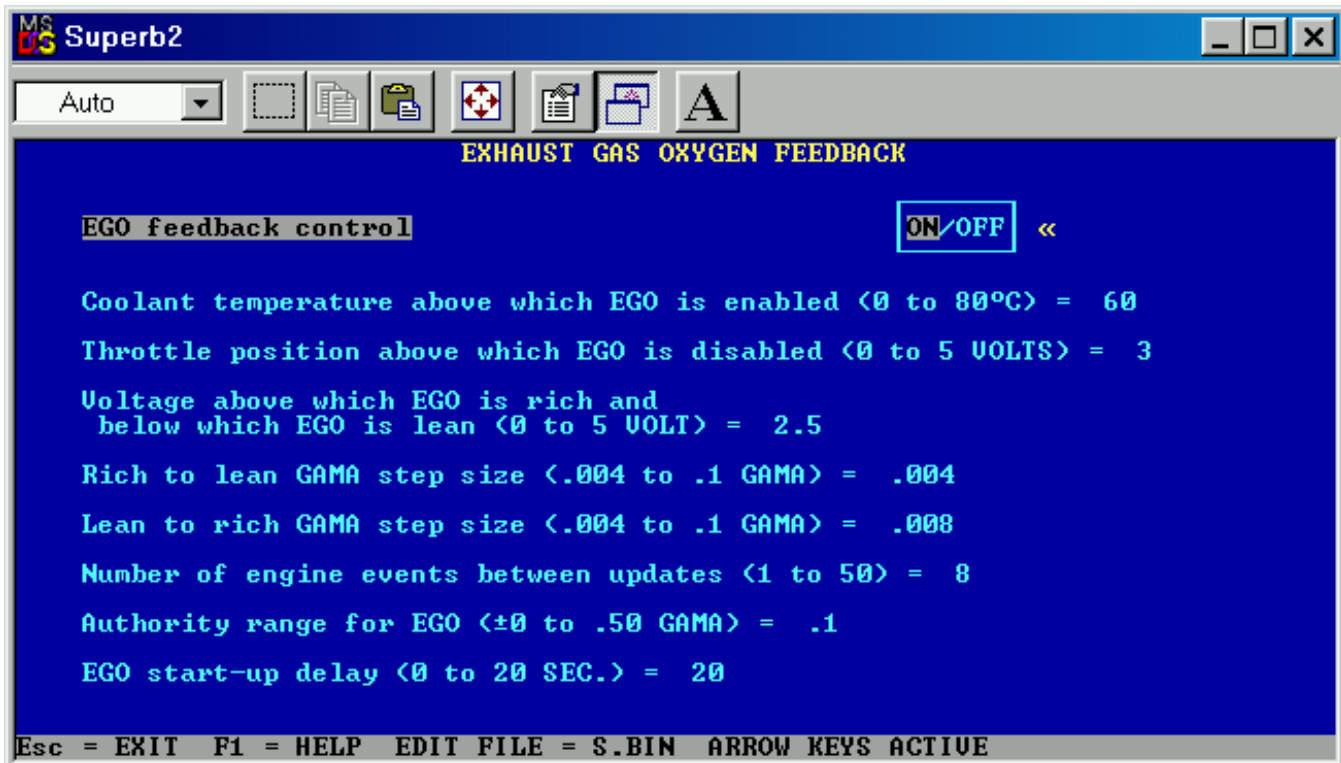 MS DOS Superb2
Auto
A
EXHAUST GAS OXYGEN FEEDBACK
EGO feedback control ON/OFF «
Coolant temperature above which EGO is enabled (0 to 80ºC) = 60
Throttle position above which EGO is disabled (0 to 5 VOLTS) = 3
Voltage above which EGO is rich and
below which EGO is lean (0 to 5 VOLT) = 2.5
Rich to lean GAMA step size (.004 to .1 GAMA) = .004
Lean to rich GAMA step size (.004 to .1 GAMA) = .008
Number of engine events between updates (1 to 50) = 8
Authority range for EGO (±0 to .50 GAMA) = .1
EGO start-up delay (0 to 20 SEC.) = 20
Esc = EXIT F1 = HELP EDIT FILE = S.BIN ARROW KEYS ACTIVE